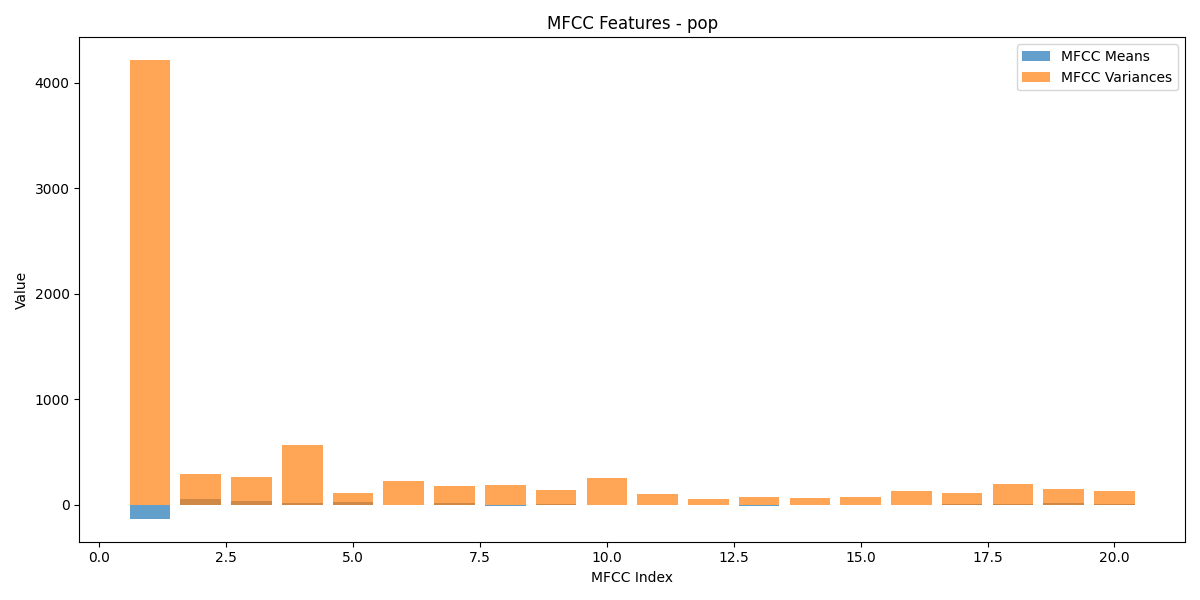 MFCC Features - pop
MFCC Means
MFCC Variances
4000
3000
2000
1000
0
Value
0.0 2.5 5.0 7.5 10.0 12.5 15.0 17.5 20.0
MFCC Index